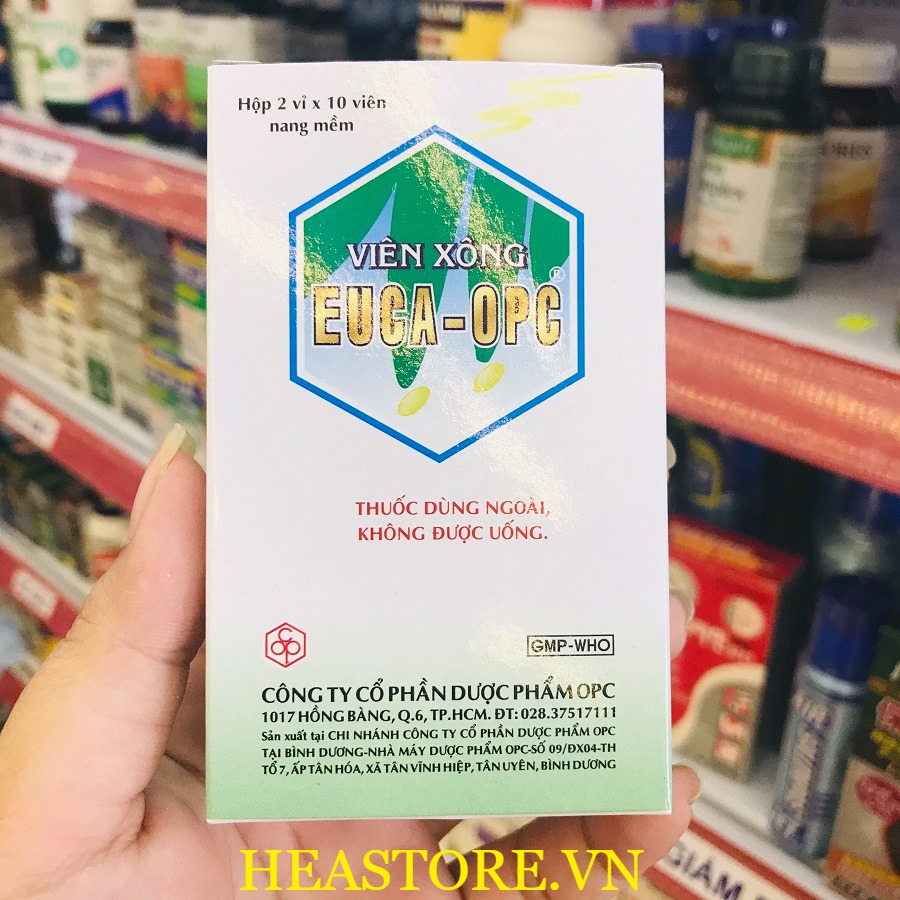 Hộp 2 vỉ x 10 viên
nang mềm
VIÊN XÔNG
EUCA-OPC®
THUỐC DÙNG NGOÀI,
KHÔNG ĐƯỢC UỐNG.
OPC
GMP-WHO
CÔNG TY CỔ PHẦN DƯỢC PHẨM OPC
1017 HỒNG BÀNG, Q.6, TP.HCM. ĐT: 028.37517111
Sản xuất tại CHI NHÁNH CÔNG TY CỔ PHẦN DƯỢC PHẨM OPC
TẠI BÌNH DƯƠNG-NHÀ MÁY DƯỢC PHẨM OPC-SỐ 09/ĐX04-TH
TỔ 7, ẤP TÂN HÓA, XÃ TÂN VĨNH HIỆP, TÂN UYÊN, BÌNH DƯƠNG
GIẢM
HEASTORE.VN